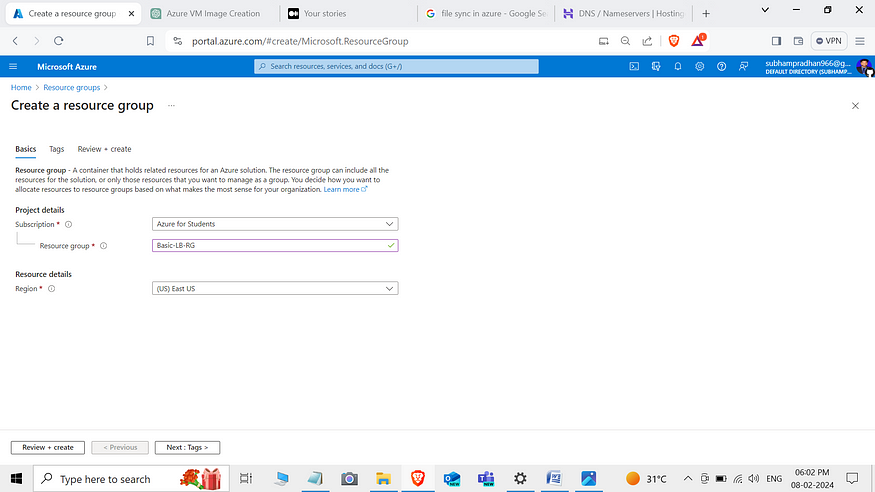 Create a resource group
Azure VM Image Creation
Your stories
file sync in azure - Google Se
DNS / Nameservers | Hosting
portal.azure.com/#create/Microsoft.ResourceGroup
1
VPN
Microsoft Azure
Search resources, services, and docs (G+/)
subhampradhan966@g...
DEFAULT DIRECTORY (SUBHAMP...
Home > Resource groups >
Create a resource group ...
Basics Tags Review + create
Resource group - A container that holds related resources for an Azure solution. The resource group can include all the
resources for the solution, or only those resources that you want to manage as a group. You decide how you want to
allocate resources to resource groups based on what makes the most sense for your organization. Learn more
Project details
Subscription * Azure for Students
Resource group * Basic-LB-RG
Resource details
Region * (US) East US
Review + create < Previous Next : Tags >
Type here to search
31°C
ENG
06:02 PM
08-02-2024